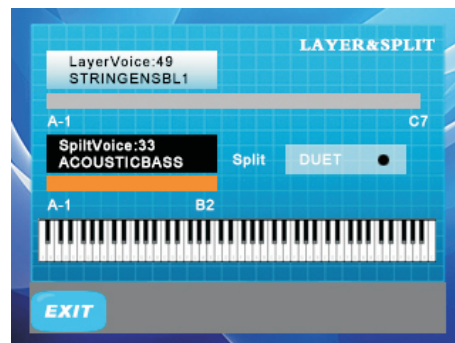 LAYER&SPLIT
LayerVoice:49
STRINGENSBL1
A-1 C7
SpiltVoice:33
ACOUSTICBASS
Split DUET
A-1 B2
EXIT